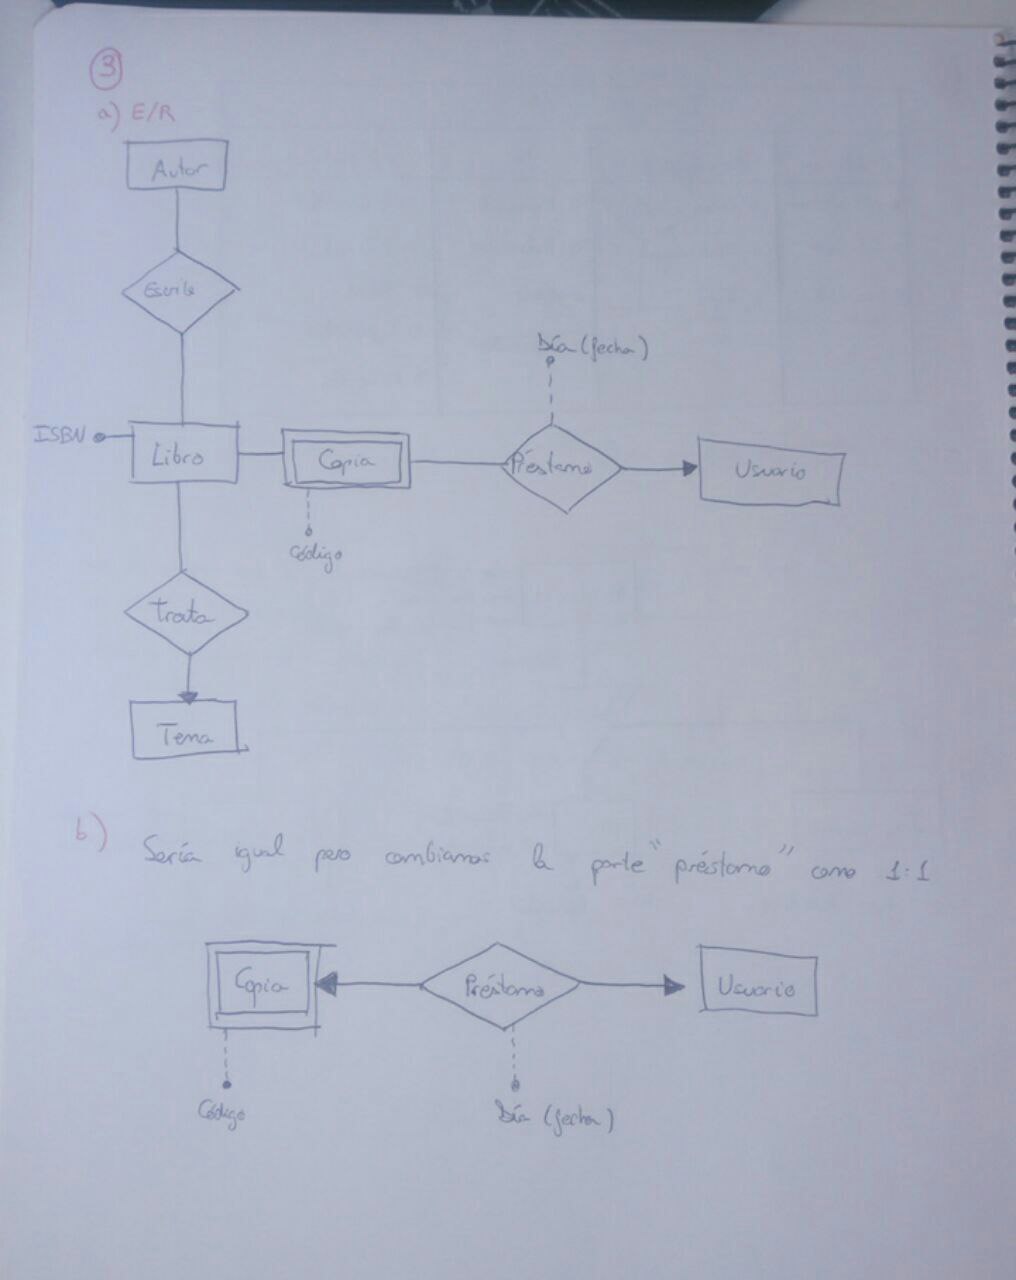 3
a) E/R
Autor
Escribe
Día (fecha)
ISBN
Libro
Copia
Préstamo
Usuario
Código
Trata
Tema
b) Sería igual pero cambiamos la parte "préstamo" como 1:1
Copia
Préstamo
Usuario
Código
Día (fecha)